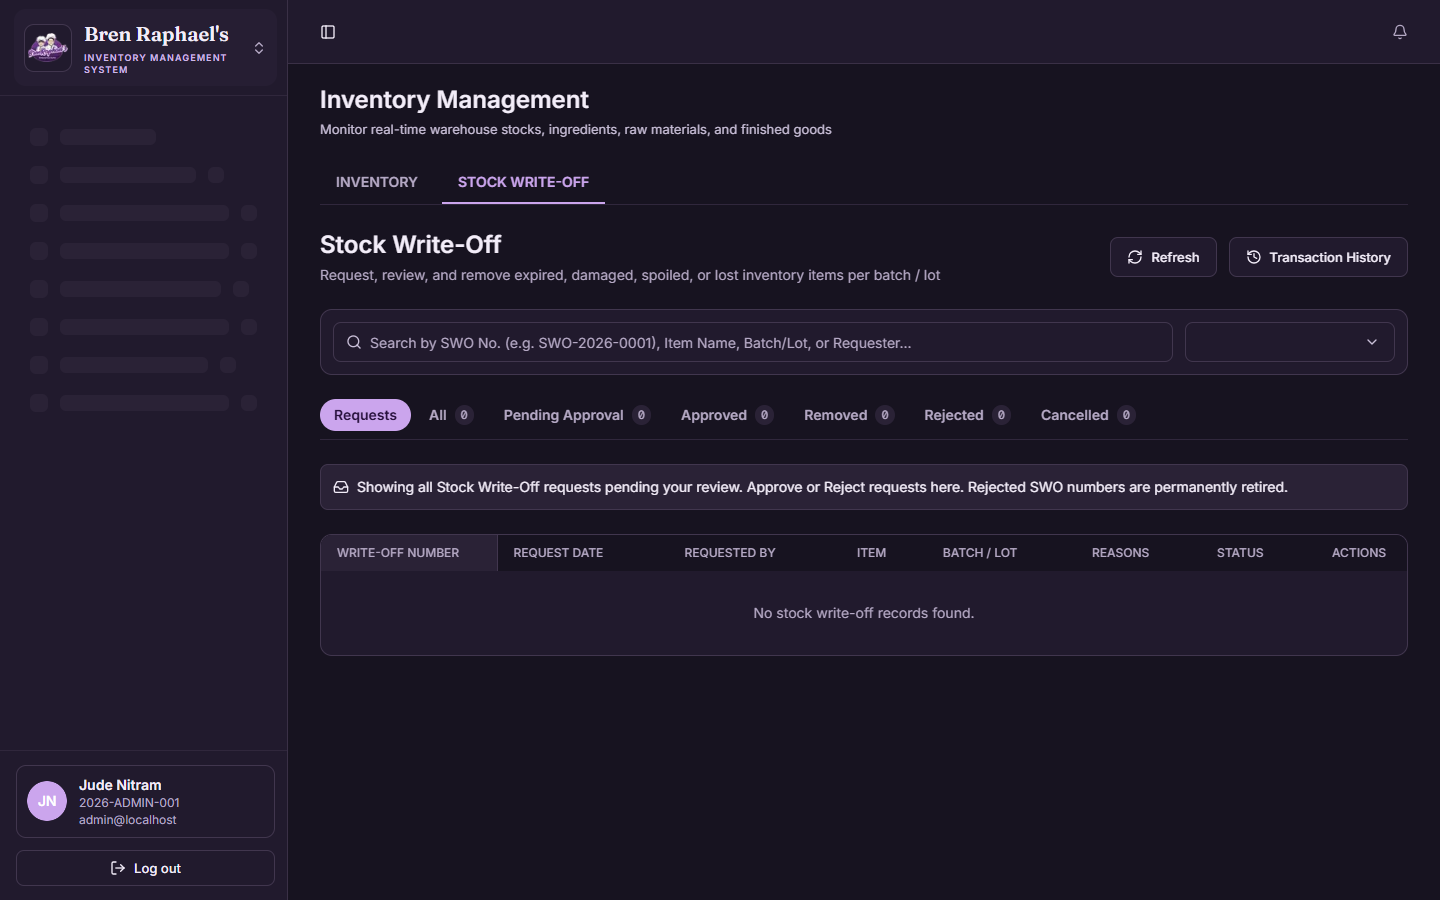 Bren Raphael's
INVENTORY MANAGEMENT
SYSTEM
Inventory Management
Monitor real-time warehouse stocks, ingredients, raw materials, and finished goods
INVENTORY
STOCK WRITE-OFF
Stock Write-Off
Request, review, and remove expired, damaged, spoiled, or lost inventory items per batch / lot
Refresh
Transaction History
Search by SWO No. (e.g. SWO-2026-0001), Item Name, Batch/Lot, or Requester...
Requests
All 0
Pending Approval 0
Approved 0
Removed 0
Rejected 0
Cancelled 0
Showing all Stock Write-Off requests pending your review. Approve or Reject requests here. Rejected SWO numbers are permanently retired.
WRITE-OFF NUMBER REQUEST DATE REQUESTED BY ITEM BATCH / LOT REASONS STATUS ACTIONS
No stock write-off records found.
JN
Jude Nitram
2026-ADMIN-001
admin@localhost
Log out